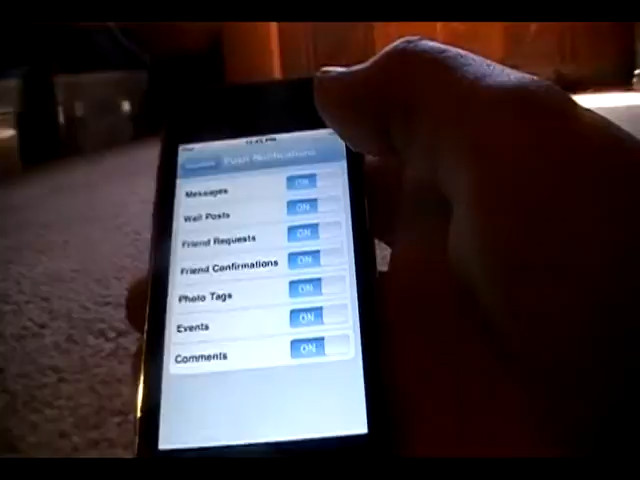 Push Notifications
Messages ON
Wall Posts ON
Friend Requests ON
Friend Confirmations ON
Photo Tags ON
Events ON
Comments ON